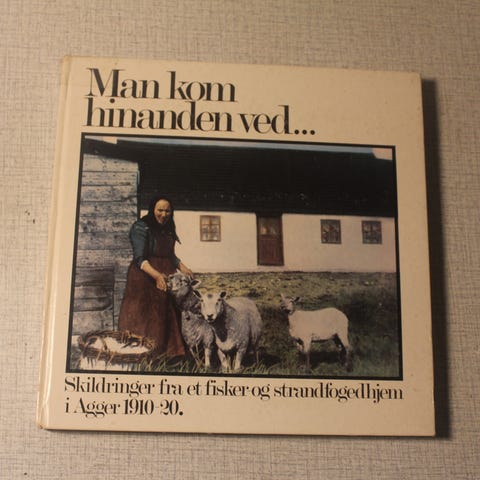 Man kom
hinanden ved...
Skildringer fra et fisker og strandfogedhjem
i Agger 1910-20.